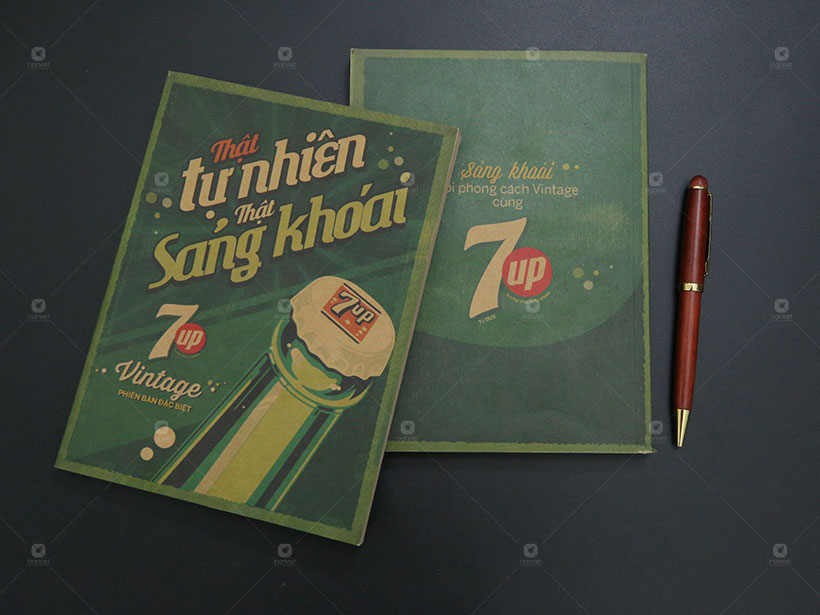 Thật
tự nhiên
Thật
Sảng khoái
7up
Vintage
PHIÊN BẢN ĐẶC BIỆT
7up
Sảng khoái
phong cách Vintage
cùng
7up